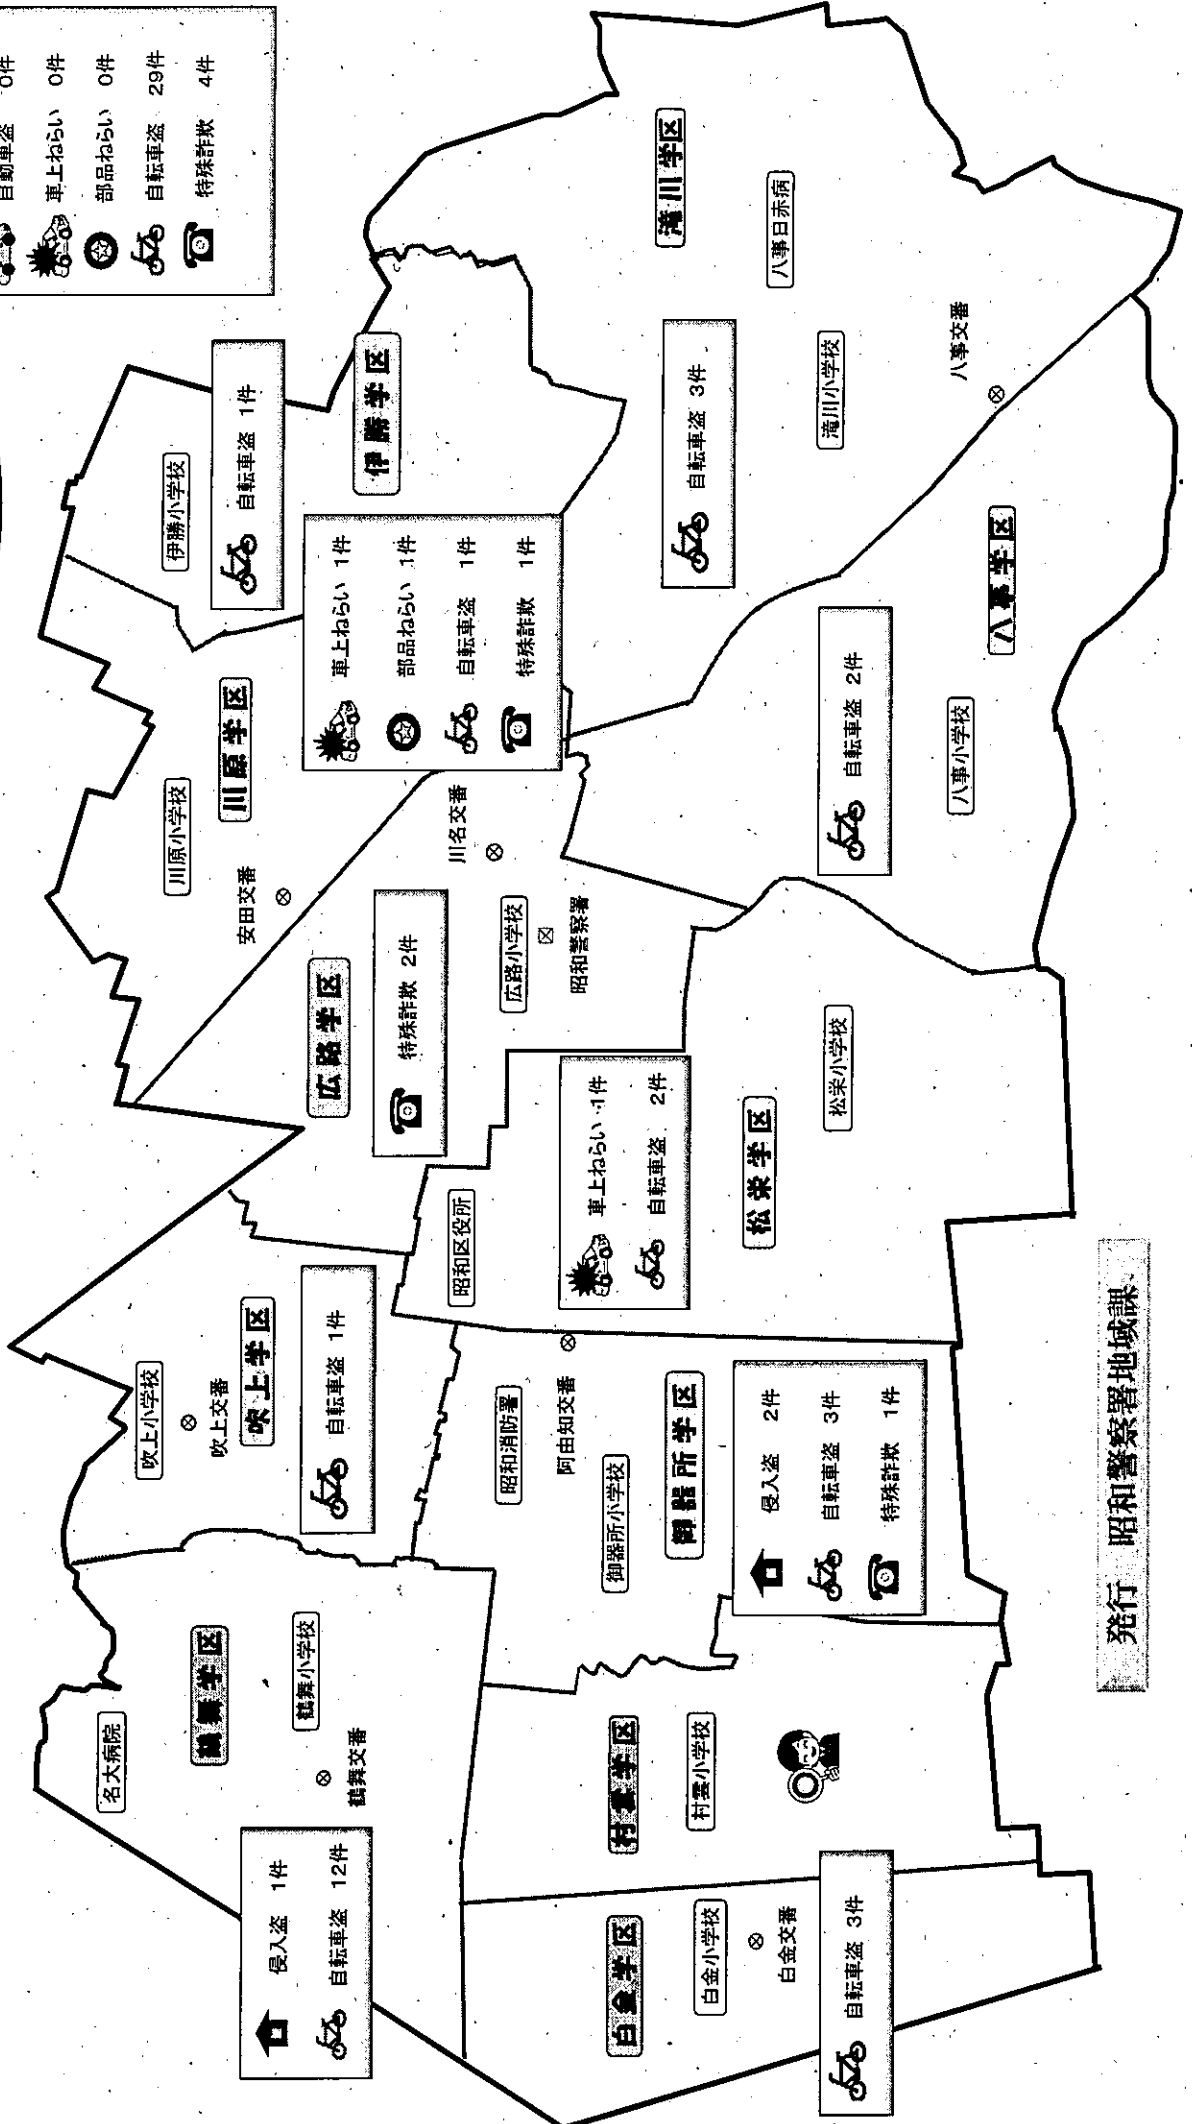 自動車盗 0件
車上ねらい 0件
部品ねらい 0件
自転車盗 29件
特殊詐欺 4件
名大病院
鶴舞学区
鶴舞小学校
鶴舞交番
侵入盗 1件
自転車盗 12件
吹上小学校
吹上交番
吹上学区
自転車盗 1件
川原小学校
川原学区
安田交番
伊勝小学校
自転車盗 1件
伊勝学区
車上ねらい 1件
部品ねらい 1件
自転車盗 1件
特殊詐欺 1件
広路学区
特殊詐欺 2件
川名交番
広路小学校
昭和警察署
昭和区役所
車上ねらい 1件
自転車盗 2件
松栄学区
松栄小学校
昭和消防署
阿由知交番
御器所小学校
御器所学区
侵入盗 2件
自転車盗 3件
特殊詐欺 1件
村雲学区
村雲小学校
白金学区
白金小学校
白金交番
自転車盗 3件
滝川学区
八事日赤病
自転車盗 3件
滝川小学校
八事交番
八事学区
自転車盗 2件
八事小学校
発行 昭和警察署地域課